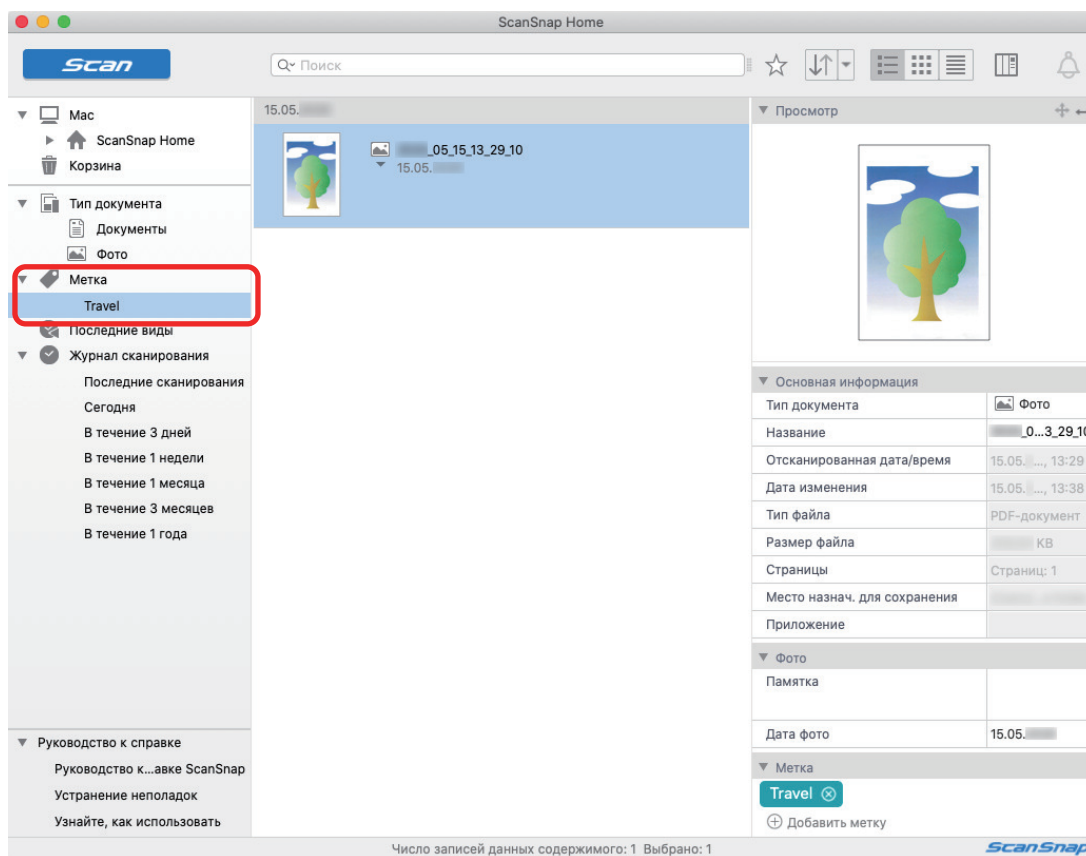 ScanSnap Home
Scan
Поиск
Mac
ScanSnap Home
Корзина
Тип документа
Документы
Фото
Метка
Travel
Последние виды
Журнал сканирования
Последние сканирования
Сегодня
В течение 3 дней
В течение 1 недели
В течение 1 месяца
В течение 3 месяцев
В течение 1 года
Руководство к справке
Руководство к...авке ScanSnap
Устранение неполадок
Узнайте, как использовать
15.05.
_05_15_13_29_10
15.05.
Просмотр
Основная информация
Тип документа Фото
Название _0...3_29_10
Отсканированная дата/время 15.05. ..., 13:29
Дата изменения 15.05. ..., 13:38
Тип файла PDF-документ
Размер файла KB
Страницы Страниц: 1
Место назнач. для сохранения
Приложение
Фото
Памятка
Дата фото 15.05.
Метка
Travel
Добавить метку
Число записей данных содержимого: 1 Выбрано: 1
ScanSnap